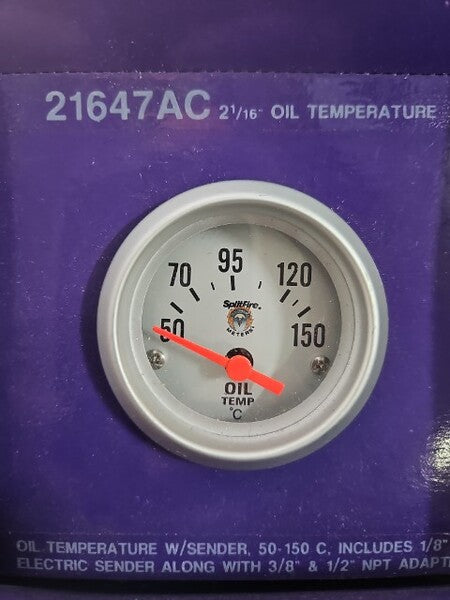 21647AC 2 1/16" OIL TEMPERATURE
95
70 120
50 150
SplitFire®
METERS
OIL
TEMP
°C
OIL TEMPERATURE W/SENDER, 50-150 C, INCLUDES 1/8"
ELECTRIC SENDER ALONG WITH 3/8" & 1/2" NPT ADAPT